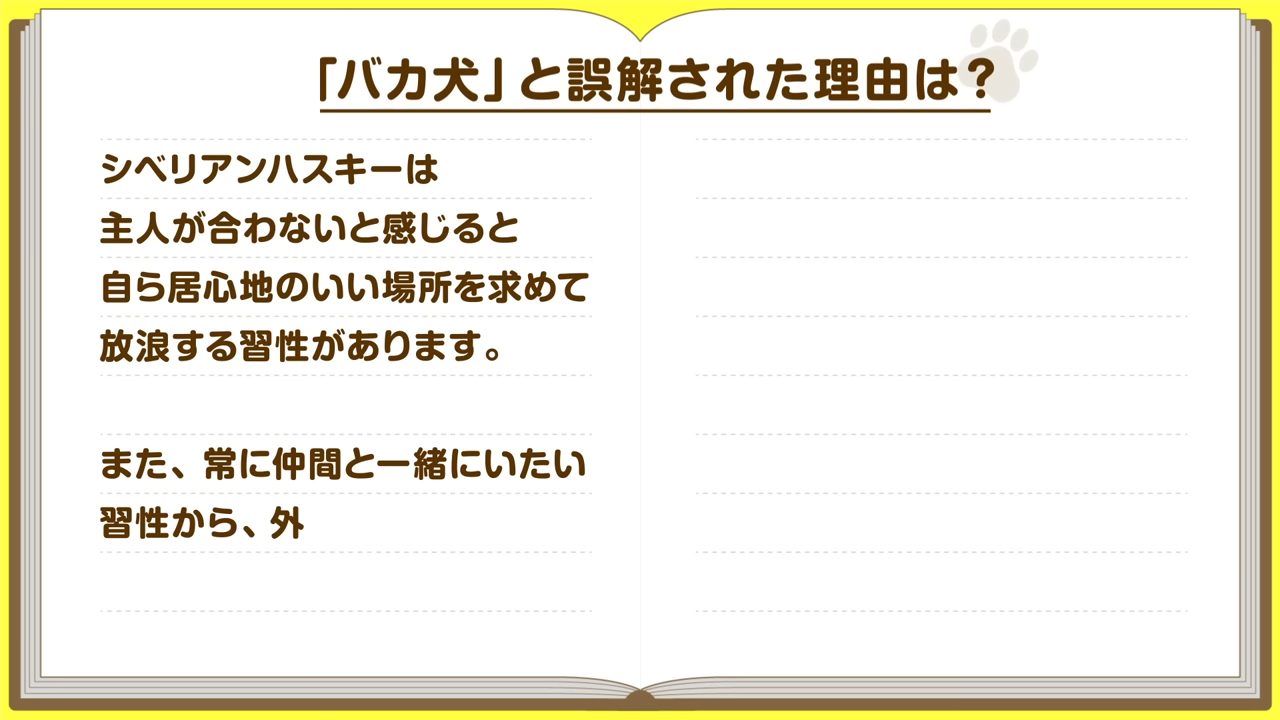 「バカ犬」と誤解された理由は?
シベリアンハスキーは
主人が合わないと感じると
自ら居心地のいい場所を求めて
放浪する習性があります。
また、常に仲間と一緒にいたい
習性から、外